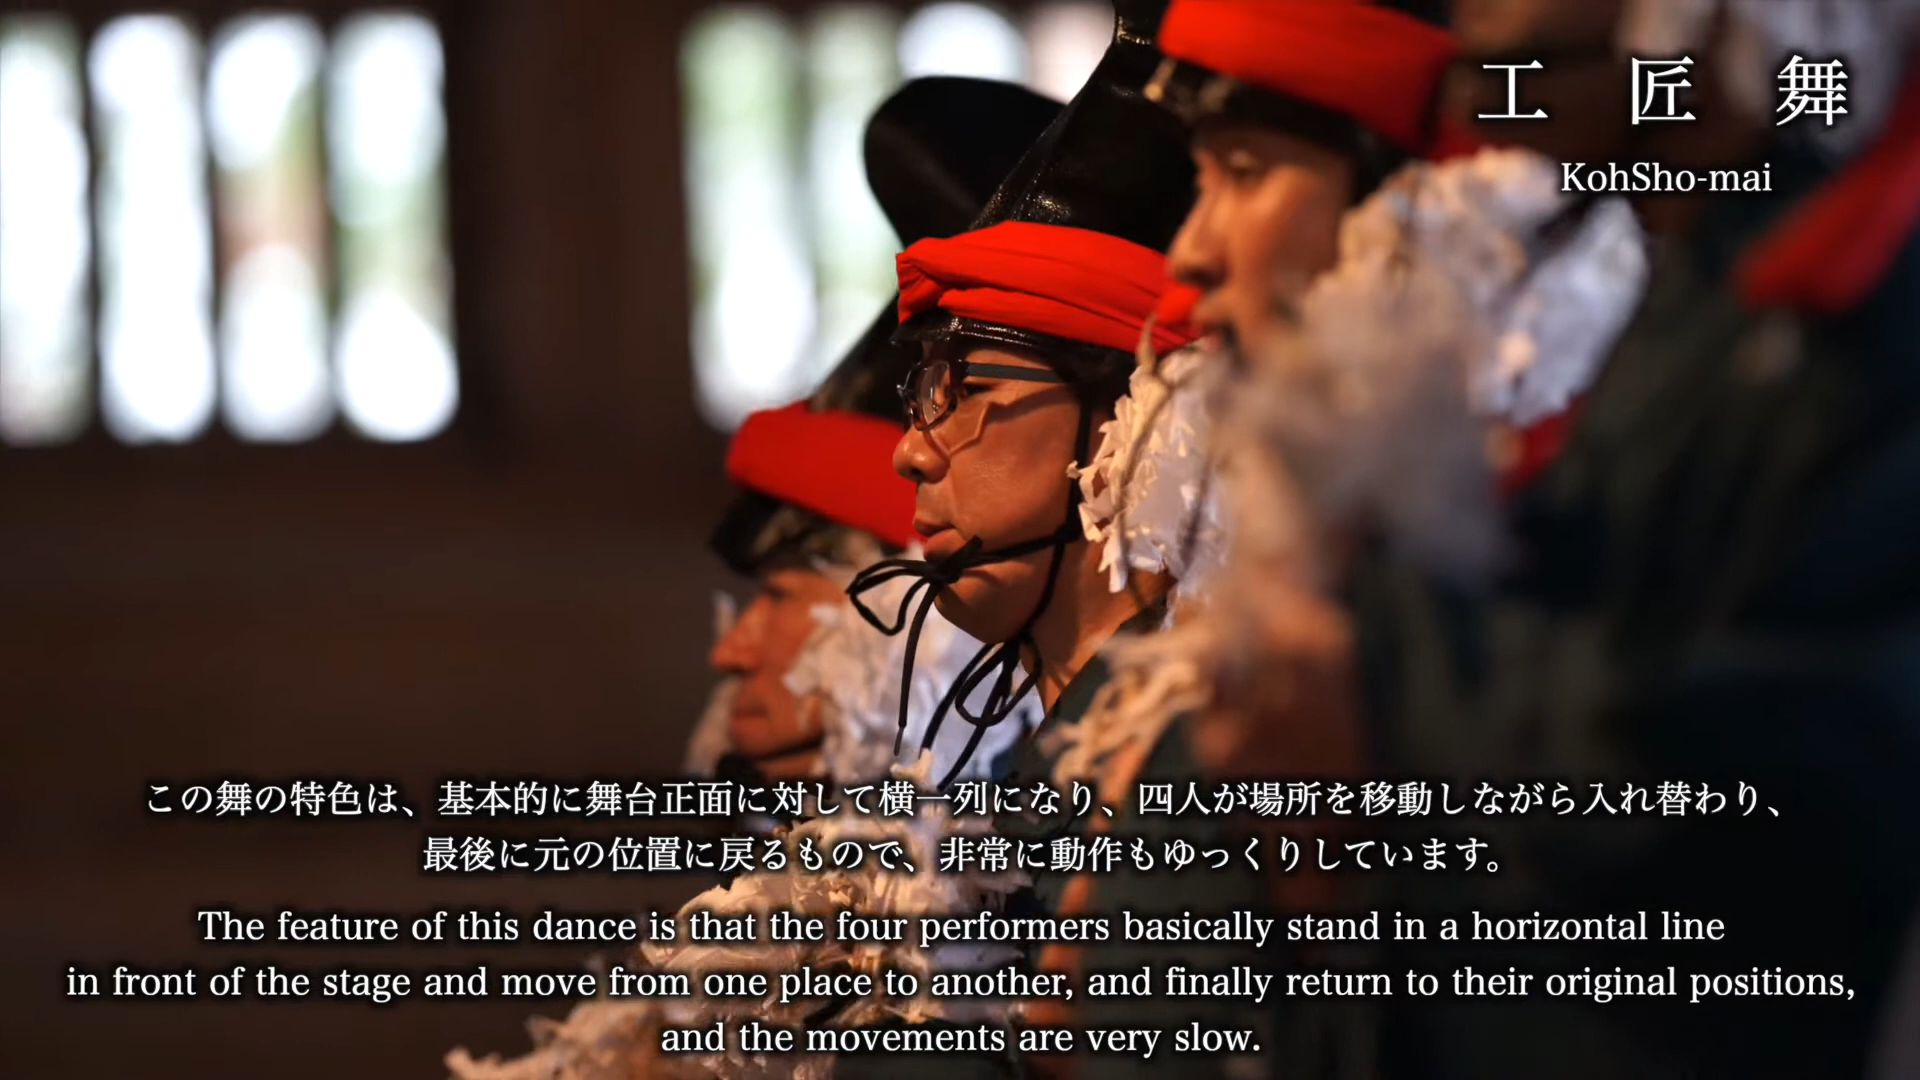 工匠舞
KohSho-mai
この舞の特色は、基本的に舞台正面に対して横一列になり、四人が場所を移動しながら入れ替わり、
最後に元の位置に戻るもので、非常に動作もゆっくりしています。
The feature of this dance is that the four performers basically stand in a horizontal line
in front of the stage and move from one place to another, and finally return to their original positions,
and the movements are very slow.